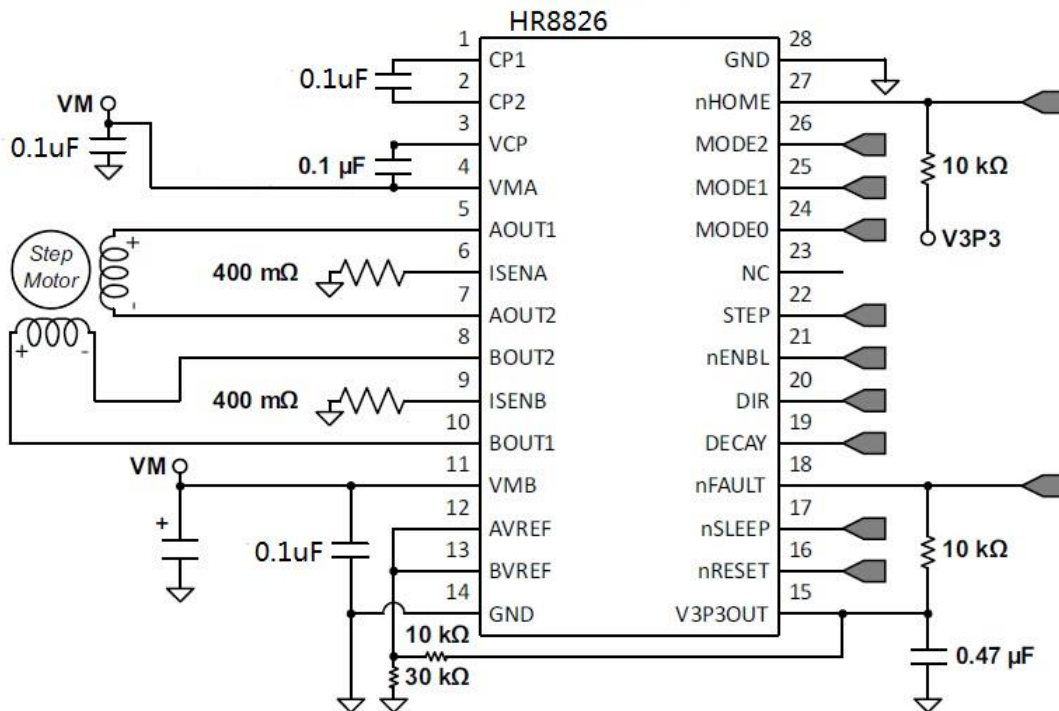 HR8826
1
CP1
2
CP2
3
VCP
4
VMA
5
AOUT1
6
ISENA
7
AOUT2
8
BOUT2
9
ISENB
10
BOUT1
11
VMB
12
AVREF
13
BVREF
14
GND
28
GND
27
nHOME
26
MODE2
25
MODE1
24
MODE0
23
NC
22
STEP
21
nENBL
20
DIR
19
DECAY
18
nFAULT
17
nSLEEP
16
nRESET
15
V3P3OUT
0.1uF
VM
0.1uF
0.1 µF
Step
Motor
+
-
+
-
400 mΩ
400 mΩ
VM
+
0.1uF
10 kΩ
30 kΩ
10 kΩ
V3P3
10 kΩ
0.47 µF